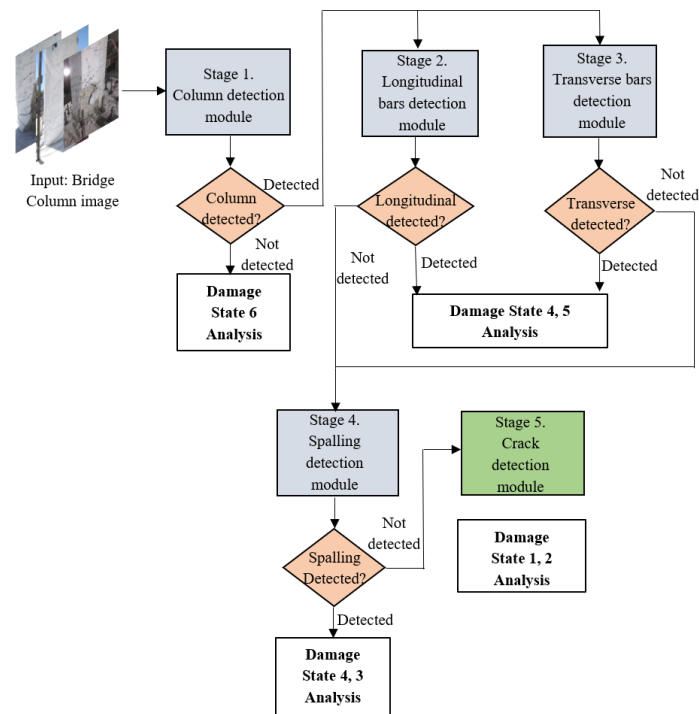 Stage 1.
Column detection
module
Stage 2.
Longitudinal
bars detection
module
Stage 3.
Transverse bars
detection
module
Input: Bridge
Column image
Column
detected?
Detected
Not
detected
Longitudinal
detected?
Not
detected
Detected
Transverse
detected?
Not
detected
Detected
Damage
State 6
Analysis
Damage State 4, 5
Analysis
Stage 4.
Spalling
detection
module
Stage 5.
Crack
detection
module
Spalling
Detected?
Not
detected
Detected
Damage
State 1, 2
Analysis
Damage
State 4, 3
Analysis